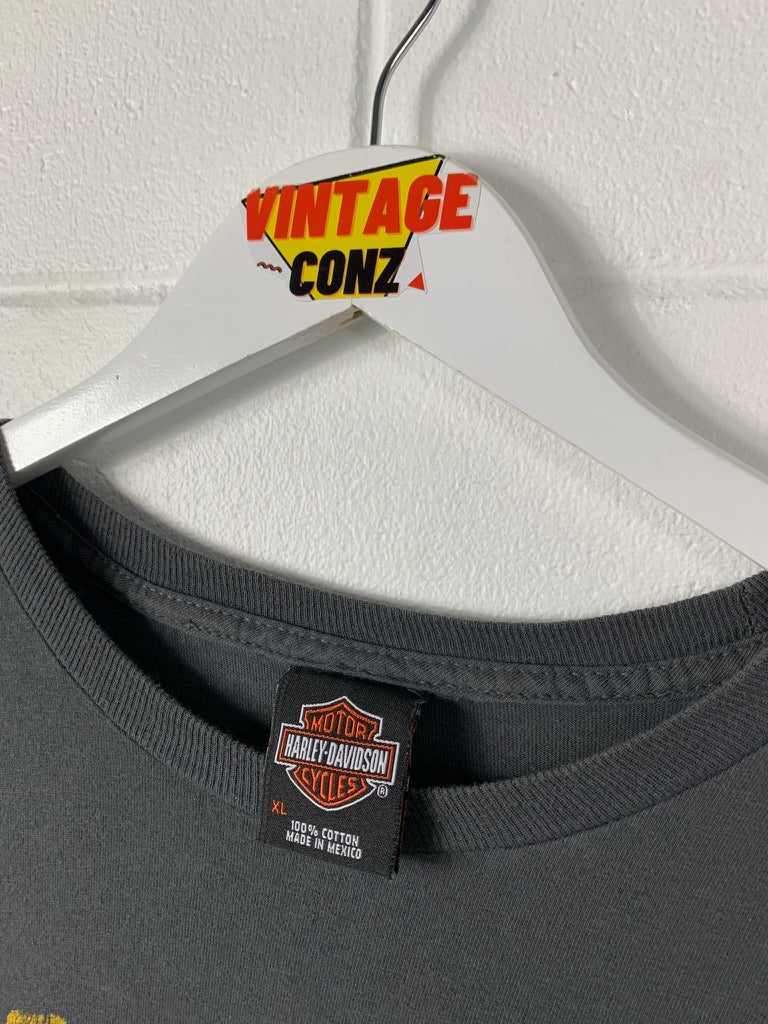 VINTAGE
CONZ
MOTOR
HARLEY-DAVIDSON
CYCLES
®
XL
100% COTTON
MADE IN MEXICO